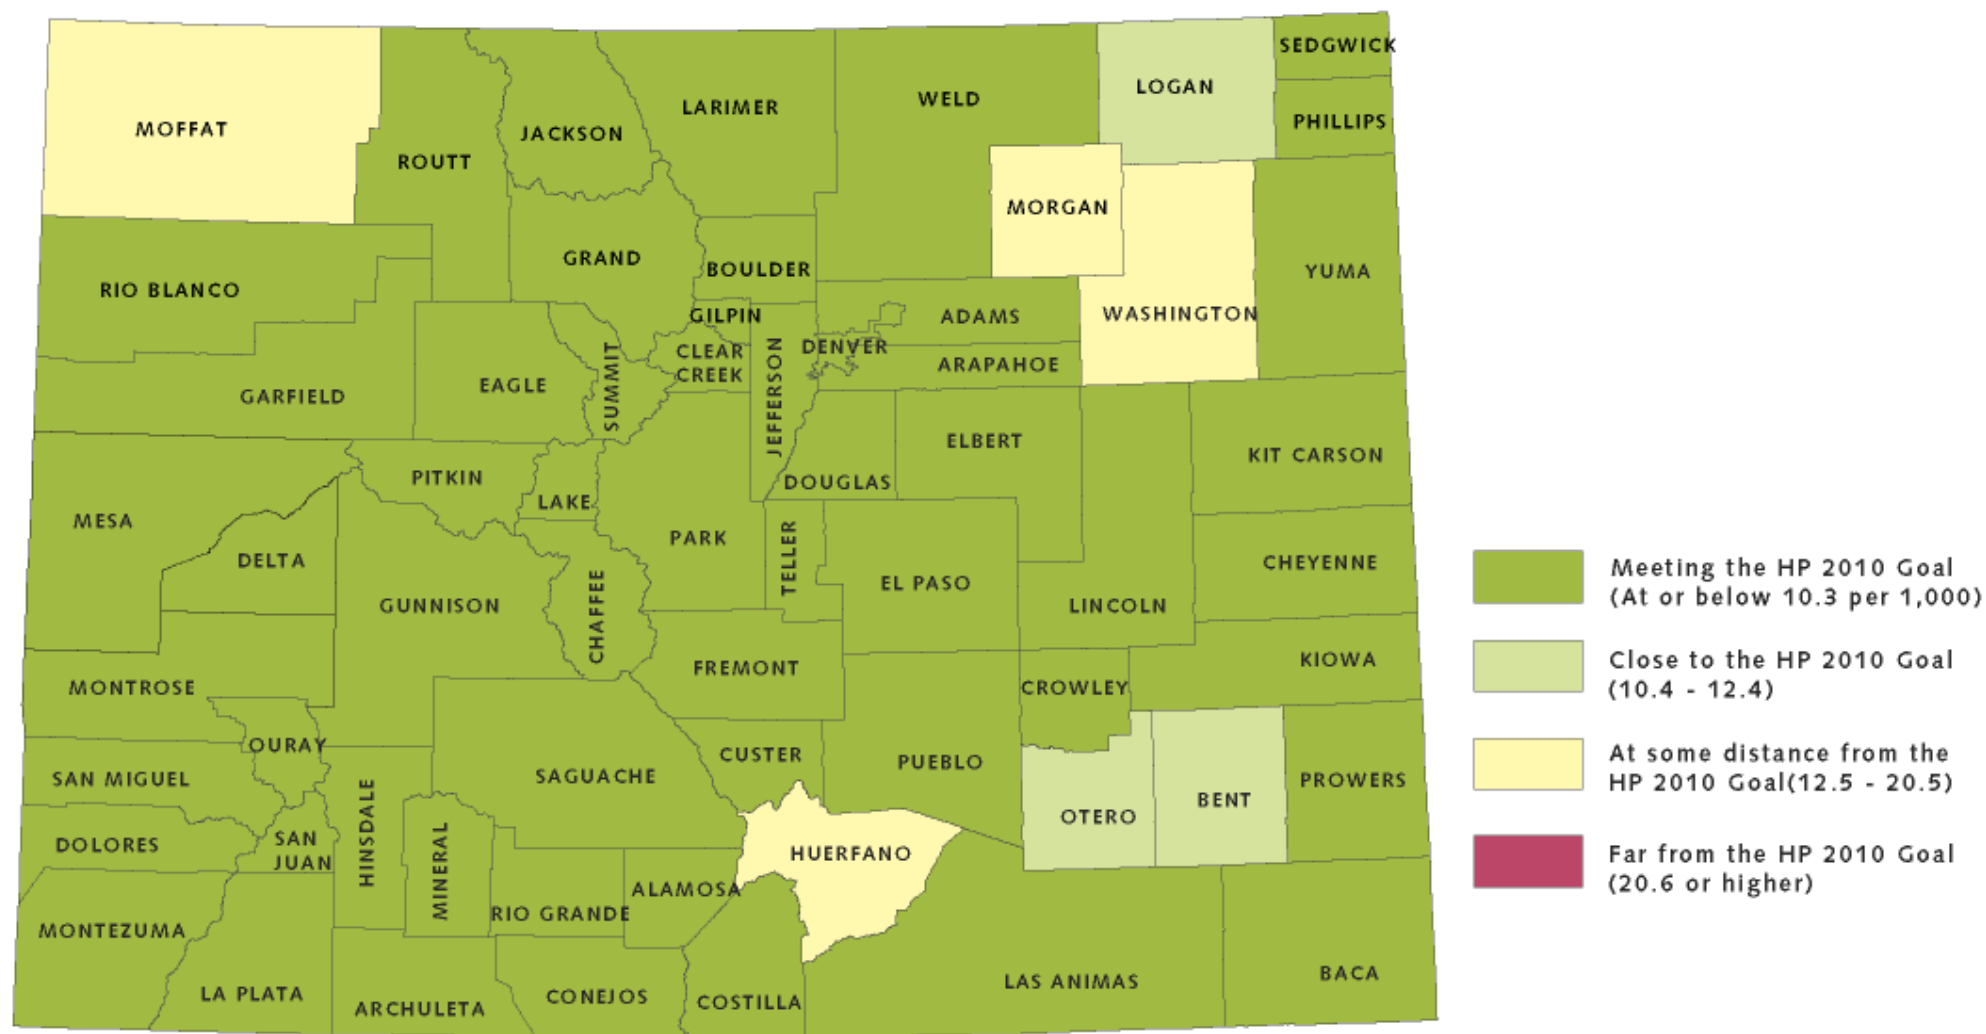 SEDGWICK
LOGAN
WELD
LARIMER
PHILLIPS
MOFFAT
JACKSON
ROUTT
MORGAN
GRAND
BOULDER
YUMA
RIO BLANCO
GILPIN
ADAMS
WASHINGTON
DENVER
CLEAR
CREEK
ARAPAHOE
EAGLE
SUMMIT
JEFFERSON
GARFIELD
ELBERT
KIT CARSON
PITKIN
DOUGLAS
LAKE
MESA
PARK
TELLER
DELTA
CHEYENNE
EL PASO
GUNNISON
CHAFFEE
LINCOLN
KIOWA
FREMONT
MONTROSE
CROWLEY
OURAY
CUSTER
PUEBLO
SAN MIGUEL
SAGUACHE
PROWERS
BENT
OTERO
HINSDALE
DOLORES
SAN
JUAN
MINERAL
HUERFANO
ALAMOSA
RIO GRANDE
MONTEZUMA
BACA
LAS ANIMAS
LA PLATA
CONEJOS
COSTILLA
ARCHULETA
Meeting the HP 2010 Goal
(At or below 10.3 per 1,000)
Close to the HP 2010 Goal
(10.4 - 12.4)
At some distance from the
HP 2010 Goal(12.5 - 20.5)
Far from the HP 2010 Goal
(20.6 or higher)